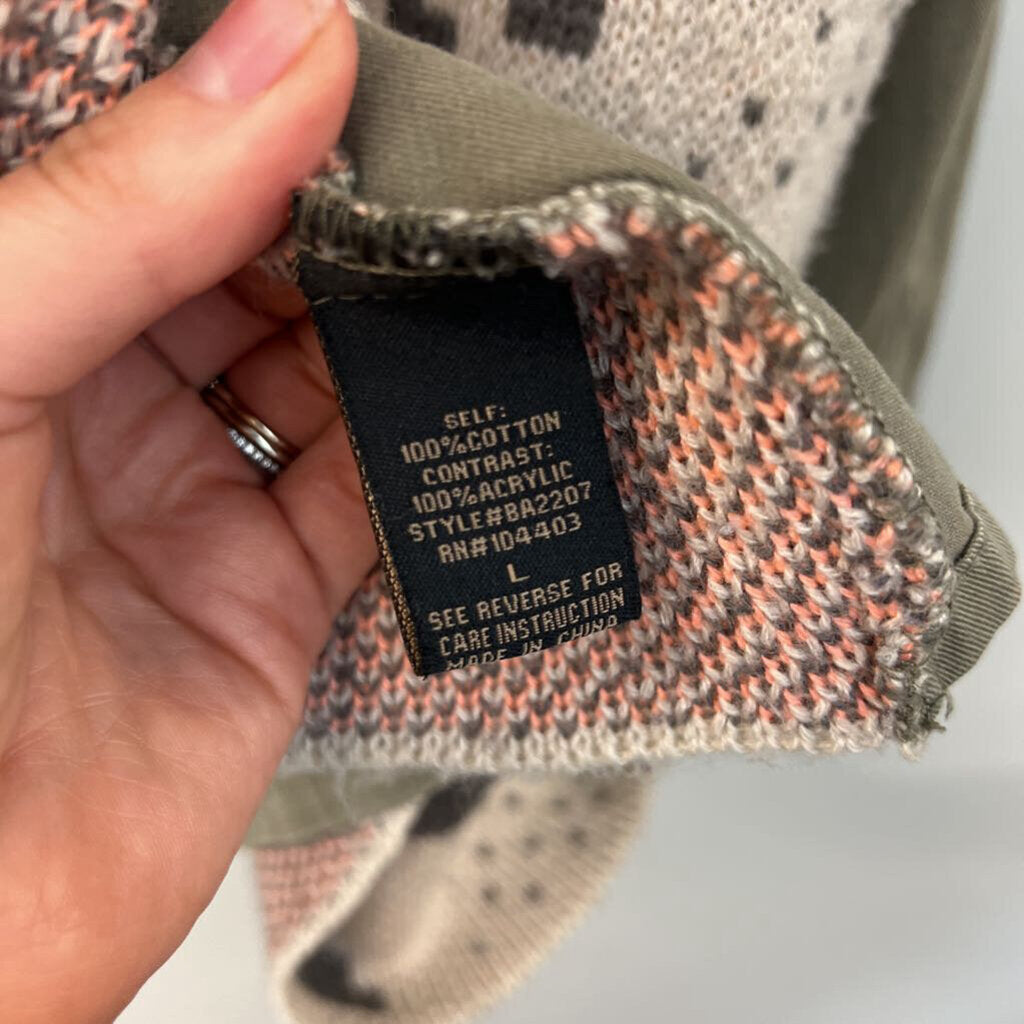 SELF:
100%COTTON
CONTRAST:
100%ACRYLIC
STYLE#BA2207
RN#104403
L
SEE REVERSE FOR
CARE INSTRUCTION
MADE IN CHINA